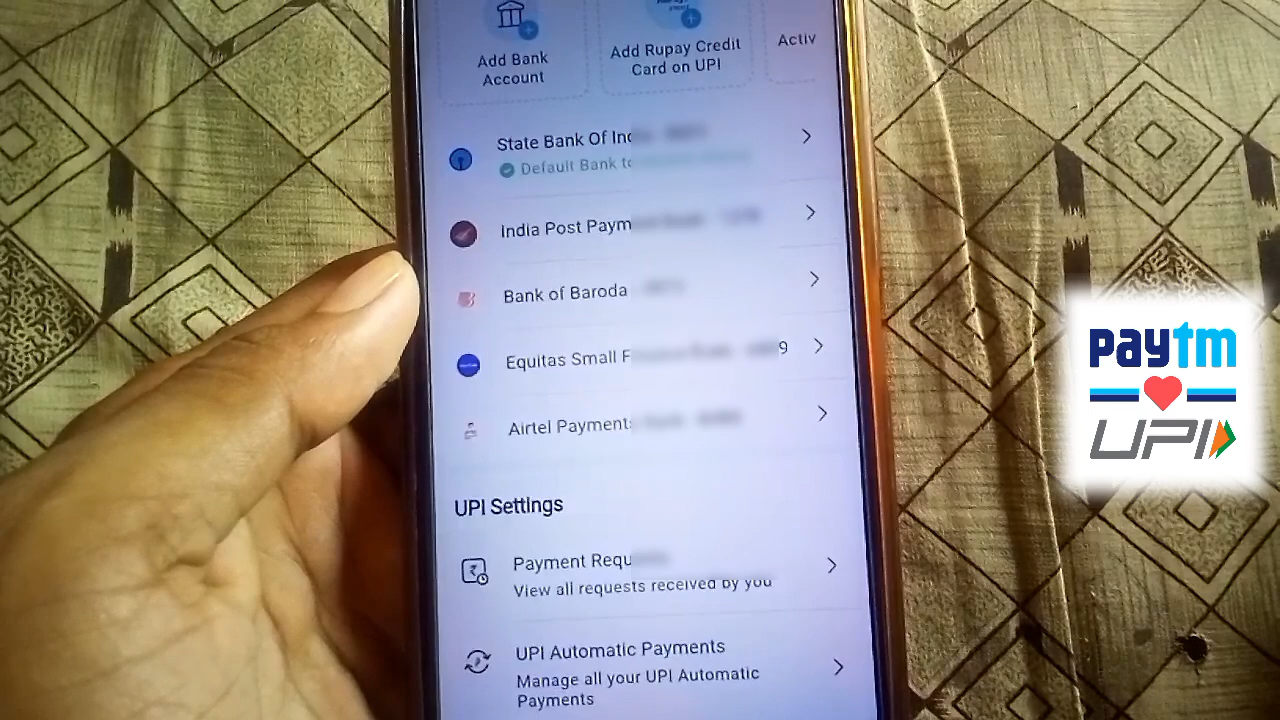 Add Bank
Account
Add Rupay Credit
Card on UPI
Activ
State Bank Of Ind
Default Bank to
India Post Paym
Bank of Baroda
Equitas Small F
9
Airtel Payments
UPI Settings
Payment Requ
View all requests received by you
UPI Automatic Payments
Manage all your UPI Automatic
Payments
paytm
UPI